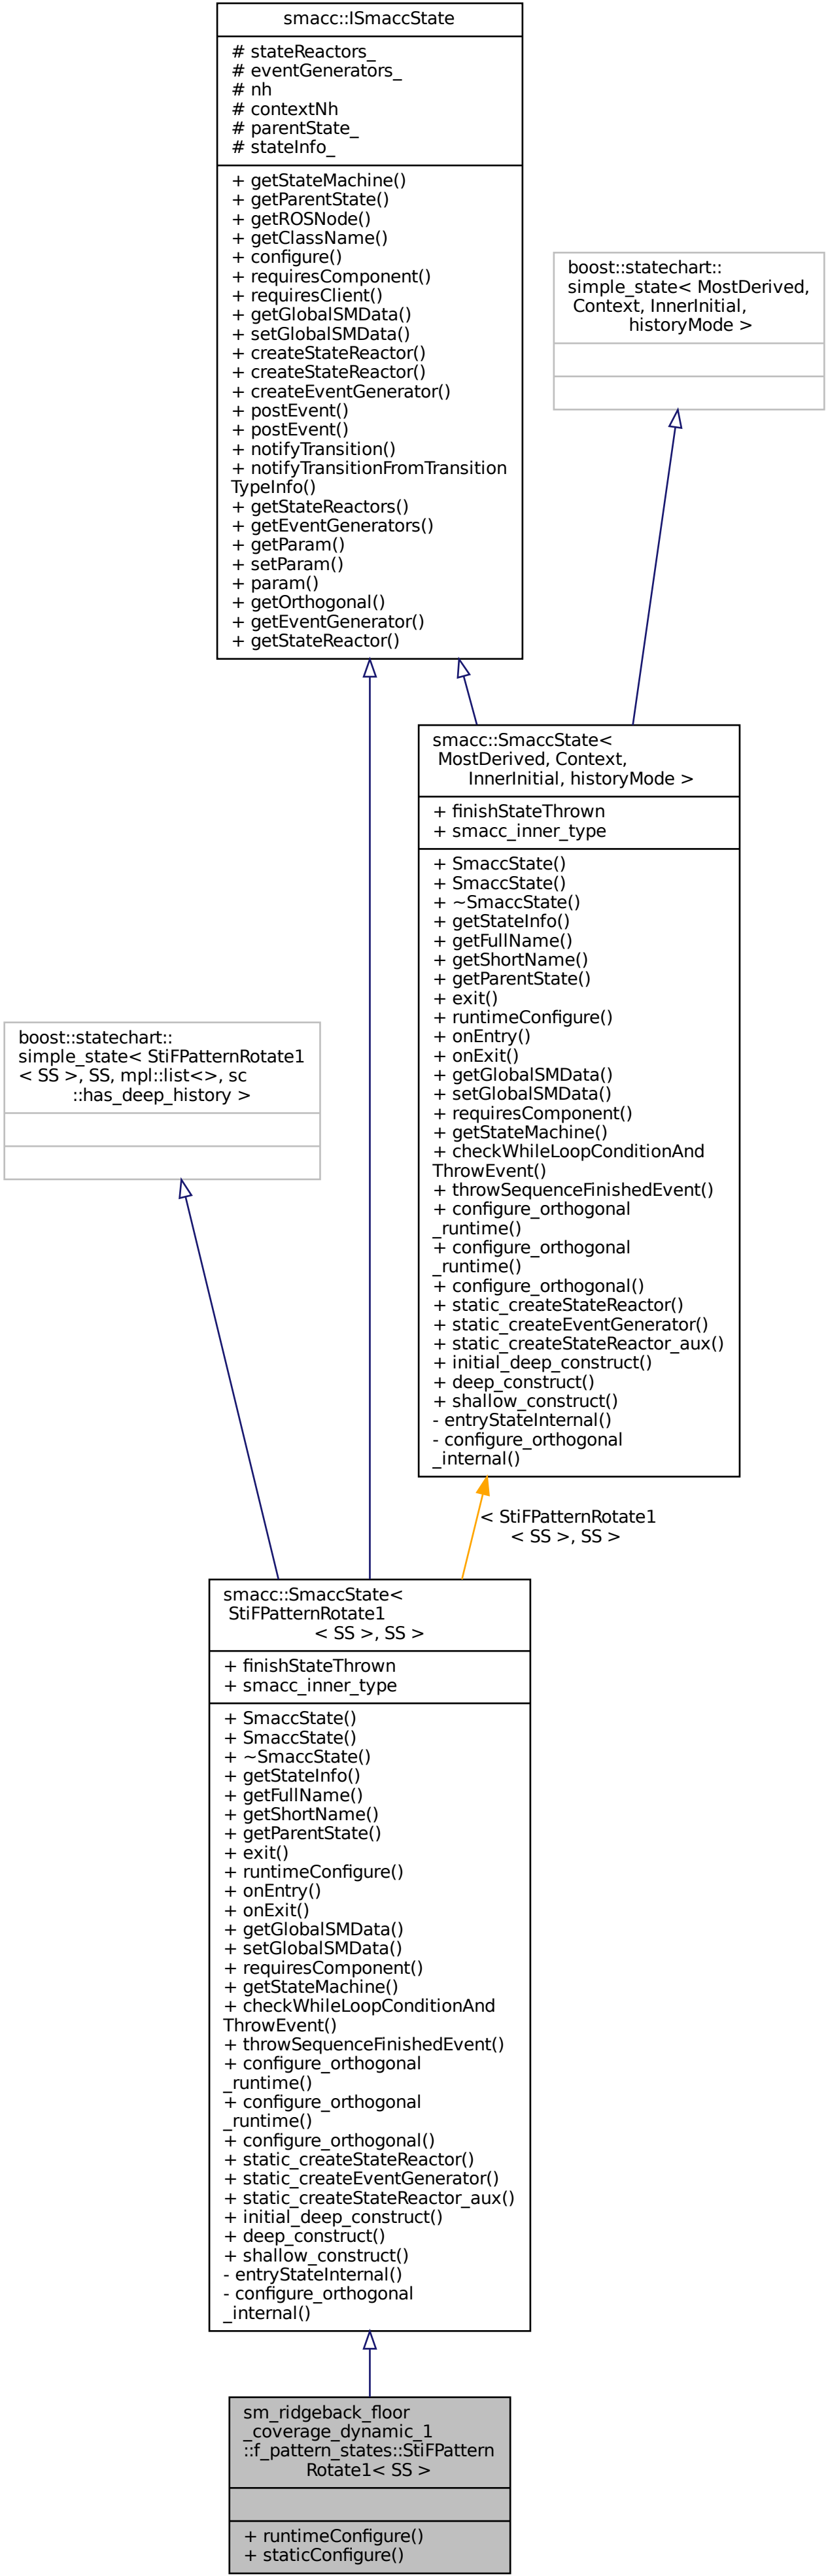 smacc::ISmaccState
# stateReactors_
# eventGenerators_
# nh
# contextNh
# parentState_
# stateInfo_
+ getStateMachine()
+ getParentState()
+ getROSNode()
+ getClassName()
+ configure()
+ requiresComponent()
+ requiresClient()
+ getGlobalSMData()
+ setGlobalSMData()
+ createStateReactor()
+ createStateReactor()
+ createEventGenerator()
+ postEvent()
+ postEvent()
+ notifyTransition()
+ notifyTransitionFromTransition
TypeInfo()
+ getStateReactors()
+ getEventGenerators()
+ getParam()
+ setParam()
+ param()
+ getOrthogonal()
+ getEventGenerator()
+ getStateReactor()
boost::statechart::
simple_state< MostDerived,
Context, InnerInitial,
historyMode >
smacc::SmaccState<
MostDerived, Context,
InnerInitial, historyMode >
+ finishStateThrown
+ smacc_inner_type
+ SmaccState()
+ SmaccState()
+ ~SmaccState()
+ getStateInfo()
+ getFullName()
+ getShortName()
+ getParentState()
+ exit()
+ runtimeConfigure()
+ onEntry()
+ onExit()
+ getGlobalSMData()
+ setGlobalSMData()
+ requiresComponent()
+ getStateMachine()
+ checkWhileLoopConditionAnd
ThrowEvent()
+ throwSequenceFinishedEvent()
+ configure_orthogonal
_runtime()
+ configure_orthogonal
_runtime()
+ configure_orthogonal()
+ static_createStateReactor()
+ static_createEventGenerator()
+ static_createStateReactor_aux()
+ initial_deep_construct()
+ deep_construct()
+ shallow_construct()
- entryStateInternal()
- configure_orthogonal
_internal()
boost::statechart::
simple_state< StiFPatternRotate1
< SS >, SS, mpl::list<>, sc
::has_deep_history >
< StiFPatternRotate1
< SS >, SS >
smacc::SmaccState<
StiFPatternRotate1
< SS >, SS >
+ finishStateThrown
+ smacc_inner_type
+ SmaccState()
+ SmaccState()
+ ~SmaccState()
+ getStateInfo()
+ getFullName()
+ getShortName()
+ getParentState()
+ exit()
+ runtimeConfigure()
+ onEntry()
+ onExit()
+ getGlobalSMData()
+ setGlobalSMData()
+ requiresComponent()
+ getStateMachine()
+ checkWhileLoopConditionAnd
ThrowEvent()
+ throwSequenceFinishedEvent()
+ configure_orthogonal
_runtime()
+ configure_orthogonal
_runtime()
+ configure_orthogonal()
+ static_createStateReactor()
+ static_createEventGenerator()
+ static_createStateReactor_aux()
+ initial_deep_construct()
+ deep_construct()
+ shallow_construct()
- entryStateInternal()
- configure_orthogonal
_internal()
sm_ridgeback_floor
_coverage_dynamic_1
::f_pattern_states::StiFPattern
Rotate1< SS >
+ runtimeConfigure()
+ staticConfigure()